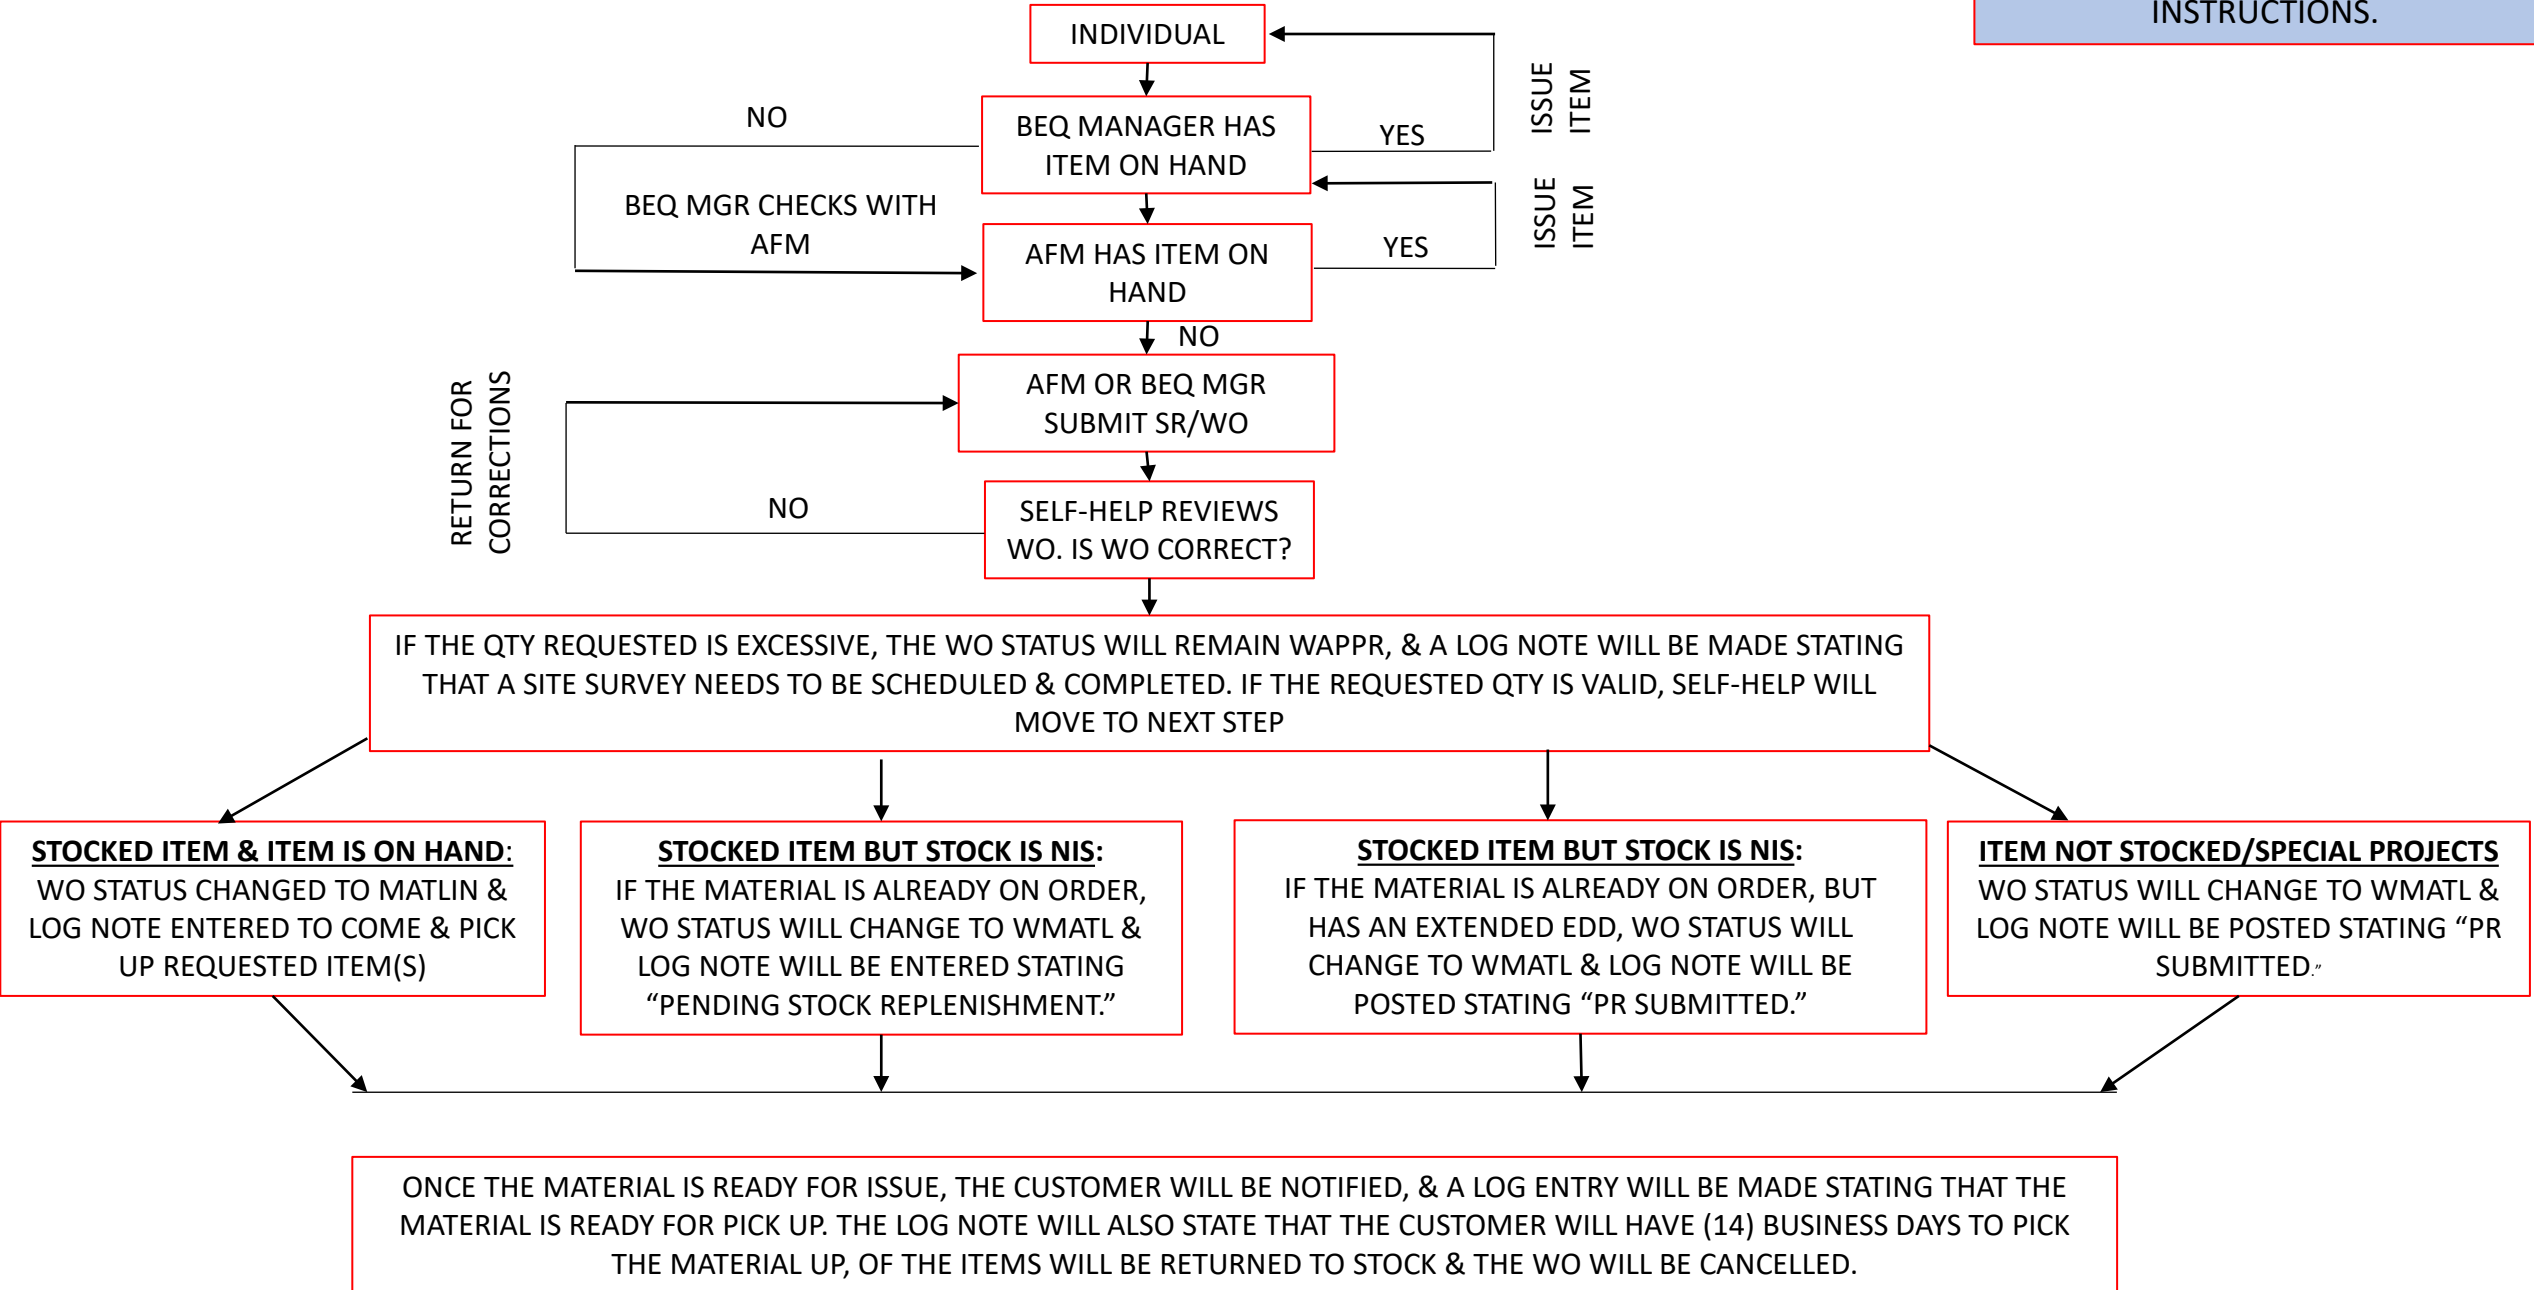 INSTRUCTIONS.
INDIVIDUAL
ISSUE
ITEM
NO
BEQ MANAGER HAS
ITEM ON HAND
YES
BEQ MGR CHECKS WITH
AFM
ISSUE
ITEM
AFM HAS ITEM ON
HAND
YES
NO
AFM OR BEQ MGR
SUBMIT SR/WO
RETURN FOR
CORRECTIONS
NO
SELF-HELP REVIEWS
WO. IS WO CORRECT?
IF THE QTY REQUESTED IS EXCESSIVE, THE WO STATUS WILL REMAIN WAPPR, & A LOG NOTE WILL BE MADE STATING
THAT A SITE SURVEY NEEDS TO BE SCHEDULED & COMPLETED. IF THE REQUESTED QTY IS VALID, SELF-HELP WILL
MOVE TO NEXT STEP
STOCKED ITEM & ITEM IS ON HAND:
WO STATUS CHANGED TO MATLIN &
LOG NOTE ENTERED TO COME & PICK
UP REQUESTED ITEM(S)
STOCKED ITEM BUT STOCK IS NIS:
IF THE MATERIAL IS ALREADY ON ORDER,
WO STATUS WILL CHANGE TO WMATL &
LOG NOTE WILL BE ENTERED STATING
“PENDING STOCK REPLENISHMENT.”
STOCKED ITEM BUT STOCK IS NIS:
IF THE MATERIAL IS ALREADY ON ORDER, BUT
HAS AN EXTENDED EDD, WO STATUS WILL
CHANGE TO WMATL & LOG NOTE WILL BE
POSTED STATING “PR SUBMITTED.”
ITEM NOT STOCKED/SPECIAL PROJECTS
WO STATUS WILL CHANGE TO WMATL &
LOG NOTE WILL BE POSTED STATING “PR
SUBMITTED.”
ONCE THE MATERIAL IS READY FOR ISSUE, THE CUSTOMER WILL BE NOTIFIED, & A LOG ENTRY WILL BE MADE STATING THAT THE
MATERIAL IS READY FOR PICK UP. THE LOG NOTE WILL ALSO STATE THAT THE CUSTOMER WILL HAVE (14) BUSINESS DAYS TO PICK
THE MATERIAL UP, OF THE ITEMS WILL BE RETURNED TO STOCK & THE WO WILL BE CANCELLED.